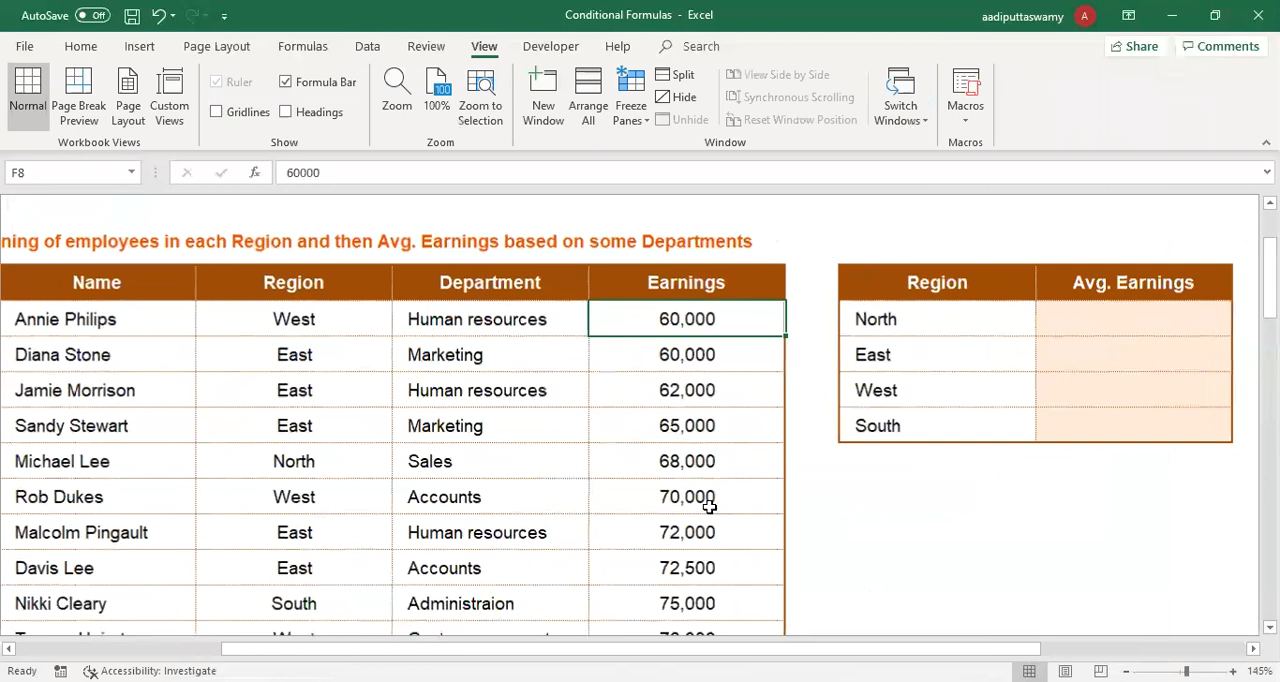 AutoSave Off Conditional Formulas - Excel aadiputtaswamy A
File Home Insert Page Layout Formulas Data Review View Developer Help Search Share Comments
Normal Page Break Preview Page Layout Custom Views Ruler Formula Bar Gridlines Headings Zoom 100 100% Zoom to Selection New Window Arrange All Freeze Panes Split Hide Unhide View Side by Side Synchronous Scrolling Reset Window Position Switch Windows Macros
Workbook Views Show Zoom Window Macros
F8 fx 60000
ning of employees in each Region and then Avg. Earnings based on some Departments
Name Region Department Earnings Region Avg. Earnings
Annie Philips West Human resources 60,000 North
Diana Stone East Marketing 60,000 East
Jamie Morrison East Human resources 62,000 West
Sandy Stewart East Marketing 65,000 South
Michael Lee North Sales 68,000
Rob Dukes West Accounts 70,000
Malcolm Pingault East Human resources 72,000
Davis Lee East Accounts 72,500
Nikki Cleary South Administraion 75,000
Ready Accessibility: Investigate 145%